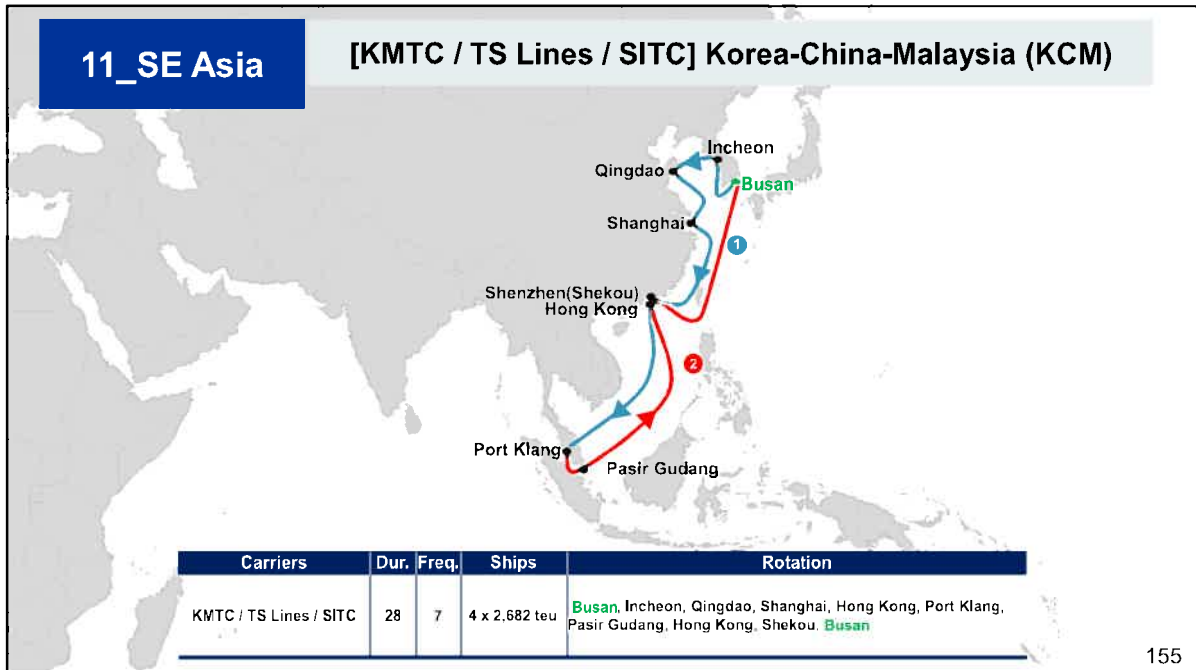 11_SE Asia
[KMTC / TS Lines / SITC] Korea-China-Malaysia (KCM)
Incheon
Qingdao
Busan
Shanghai
1
Shenzhen(Shekou)
Hong Kong
2
Port Klang
Pasir Gudang
Carriers Dur. Freq. Ships Rotation
KMTC / TS Lines / SITC 28 7 4 x 2,682 teu Busan, Incheon, Qingdao, Shanghai, Hong Kong, Port Klang,
Pasir Gudang, Hong Kong, Shekou. Busan
155